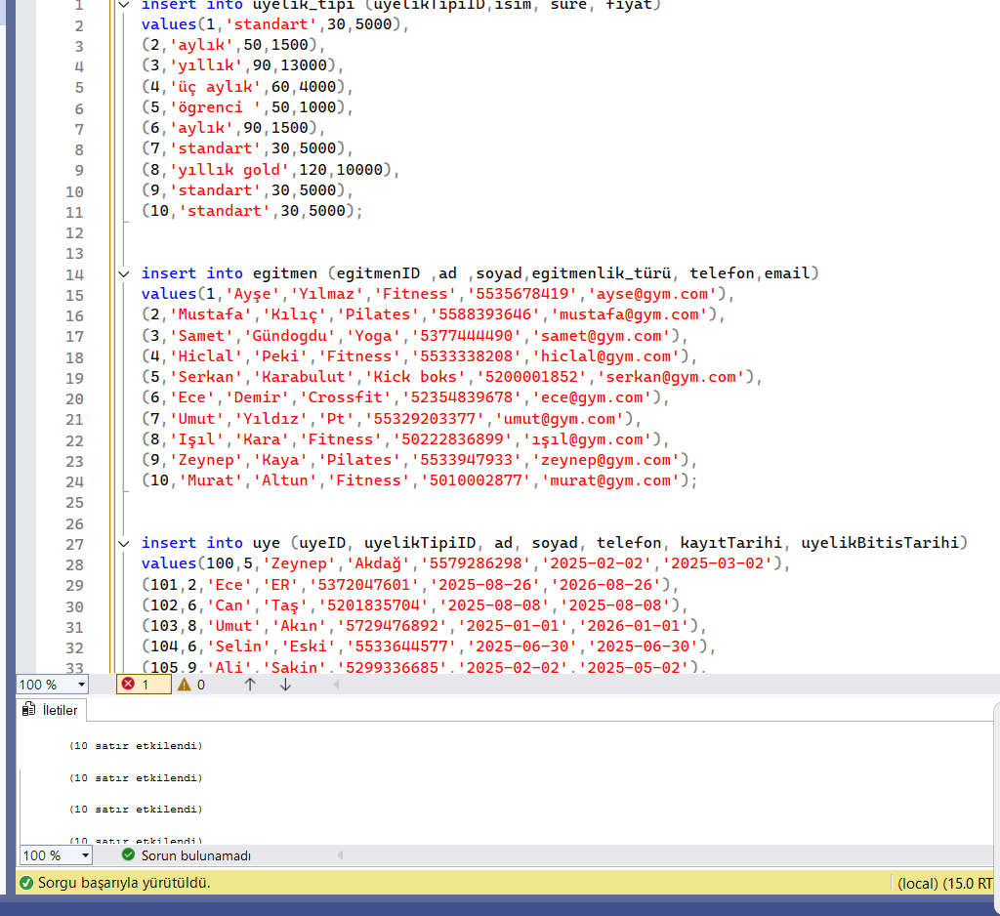 1 insert into uyelik_tipi (uyelikTipiID,isim, sure, fiyat)
2 values(1,'standart',30,5000),
3 (2,'aylık',50,1500),
4 (3,'yıllık',90,13000),
5 (4,'üç aylık',60,4000),
6 (5,'ögrenci ',50,1000),
7 (6,'aylık',90,1500),
8 (7,'standart',30,5000),
9 (8,'yıllık gold',120,10000),
10 (9,'standart',30,5000),
11 (10,'standart',30,5000);
12
13
14 insert into egitmen (egitmenID ,ad ,soyad,egitmenlik_türü, telefon,email)
15 values(1,'Ayşe','Yılmaz','Fitness','5535678419','ayse@gym.com'),
16 (2,'Mustafa','Kılıç','Pilates','5588393646','mustafa@gym.com'),
17 (3,'Samet','Gündogdu','Yoga','5377444490','samet@gym.com'),
18 (4,'Hiclal','Peki','Fitness','5533338208','hiclal@gym.com'),
19 (5,'Serkan','Karabulut','Kick boks','5200001852','serkan@gym.com'),
20 (6,'Ece','Demir','Crossfit','52354839678','ece@gym.com'),
21 (7,'Umut','Yıldız','Pt','55329203377','umut@gym.com'),
22 (8,'Işıl','Kara','Fitness','50222836899','ışıl@gym.com'),
23 (9,'Zeynep','Kaya','Pilates','5533947933','zeynep@gym.com'),
24 (10,'Murat','Altun','Fitness','5010002877','murat@gym.com');
25
26
27 insert into uye (uyeID, uyelikTipiID, ad, soyad, telefon, kayıtTarihi, uyelikBitisTarihi)
28 values(100,5,'Zeynep','Akdağ','5579286298','2025-02-02','2025-03-02'),
29 (101,2,'Ece','ER','5372047601','2025-08-26','2026-08-26'),
30 (102,6,'Can','Taş','5201835704','2025-08-08','2025-08-08'),
31 (103,8,'Umut','Akın','5729476892','2025-01-01','2026-01-01'),
32 (104,6,'Selin','Eski','5533644577','2025-06-30','2025-06-30'),
33 (105,9,'Ali','Sakin','5299336685','2025-02-02','2025-05-02'),
100 % 1 0
İletiler
(10 satır etkilendi)
(10 satır etkilendi)
(10 satır etkilendi)
(10 satır etkilendi)
100 % Sorun bulunamadı
Sorgu başarıyla yürütüldü. (local) (15.0 RT